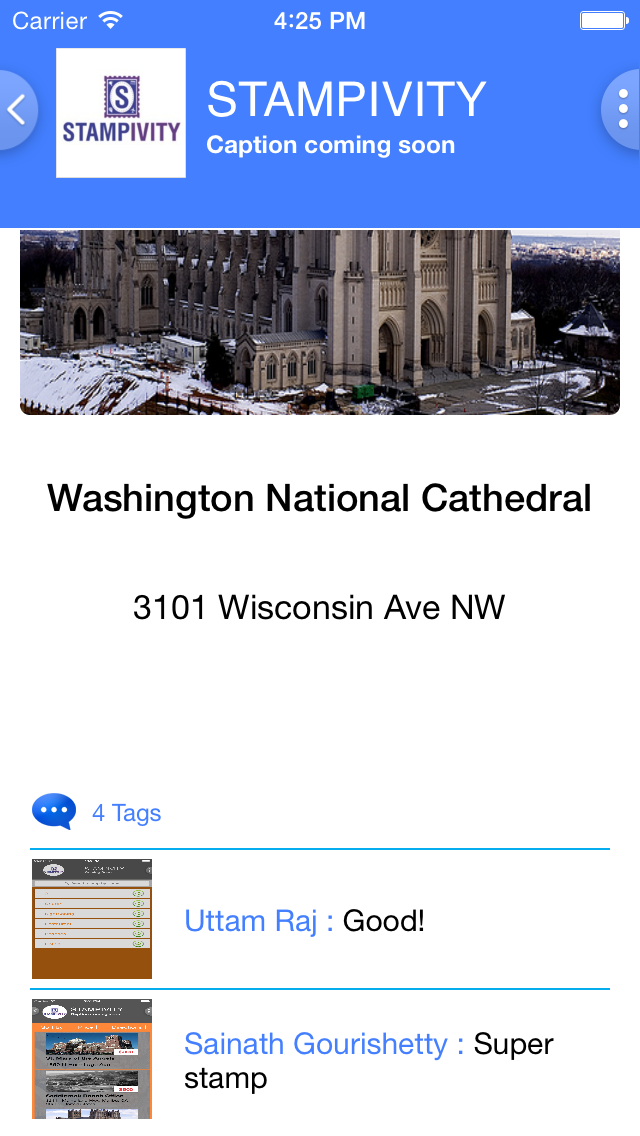 Carrier 4:25 PM
S
STAMPIVITY
STAMPIVITY
Caption coming soon
Washington National Cathedral
3101 Wisconsin Ave NW
4 Tags
Uttam Raj : Good!
STAMPIVITY
Sainath Gourishetty : Super
stamp